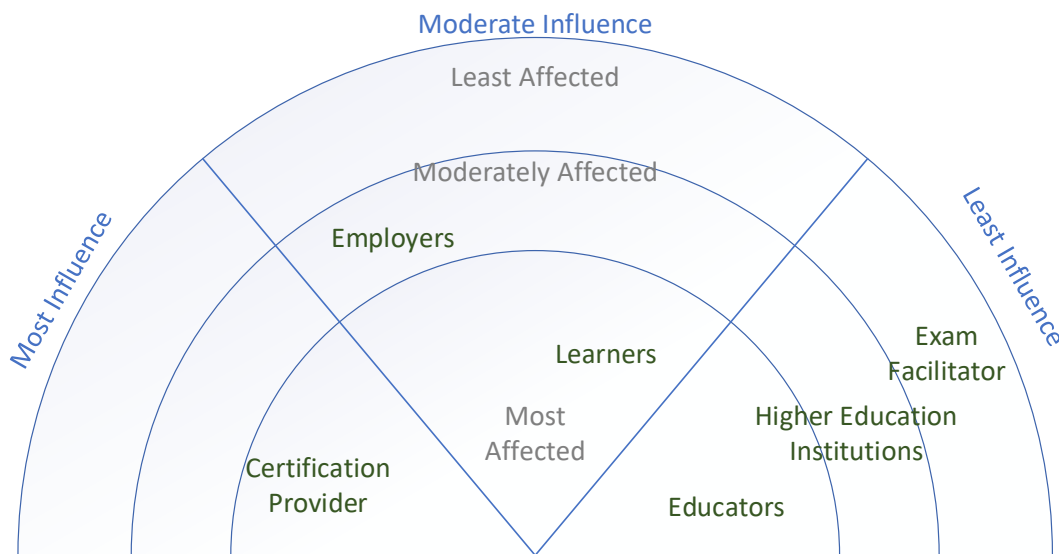 Moderate Influence
Least Affected
Moderately Affected
Most Influence
Least Influence
Employers
Learners
Exam
Facilitator
Most
Affected
Higher Education
Institutions
Certification
Provider
Educators